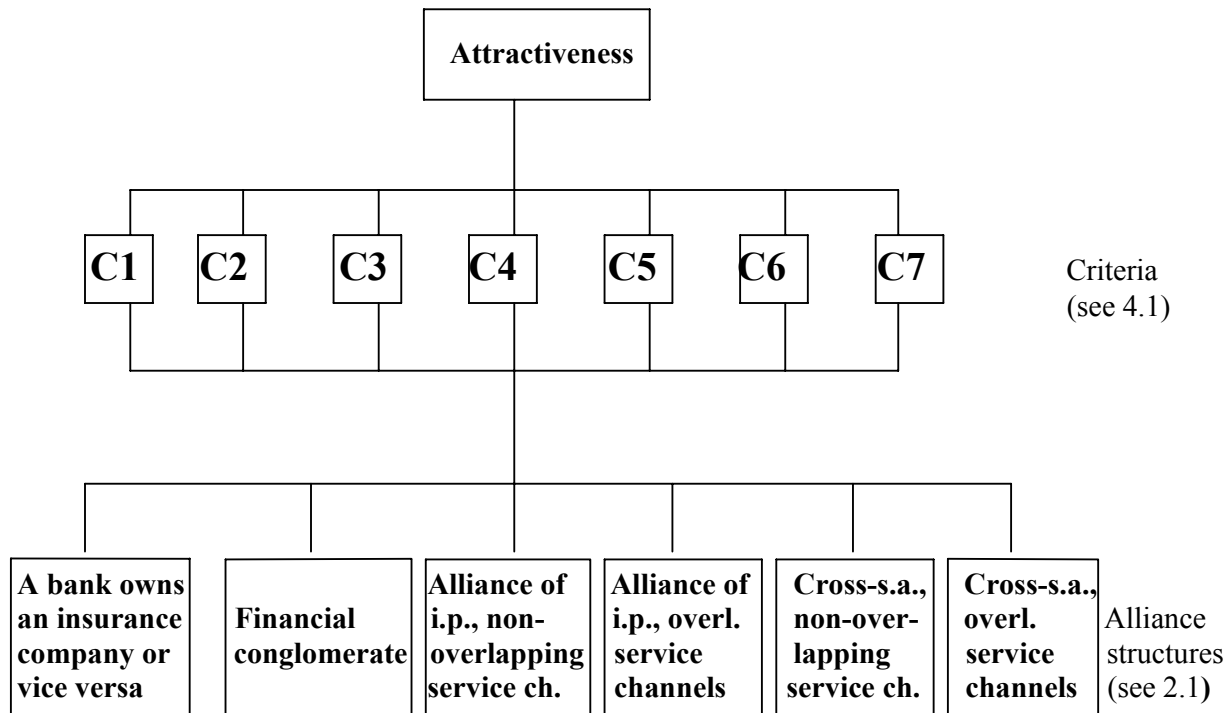 Attractiveness
C1
C2
C3
C4
C5
C6
C7
Criteria
(see 4.1)
A bank owns
an insurance
company or
vice versa
Financial
conglomerate
Alliance of
i.p., non-
overlapping
service ch.
Alliance of
i.p., overl.
service
channels
Cross-s.a.,
non-over-
lapping
service ch.
Cross-s.a.,
overl.
service
channels
Alliance
structures
(see 2.1)